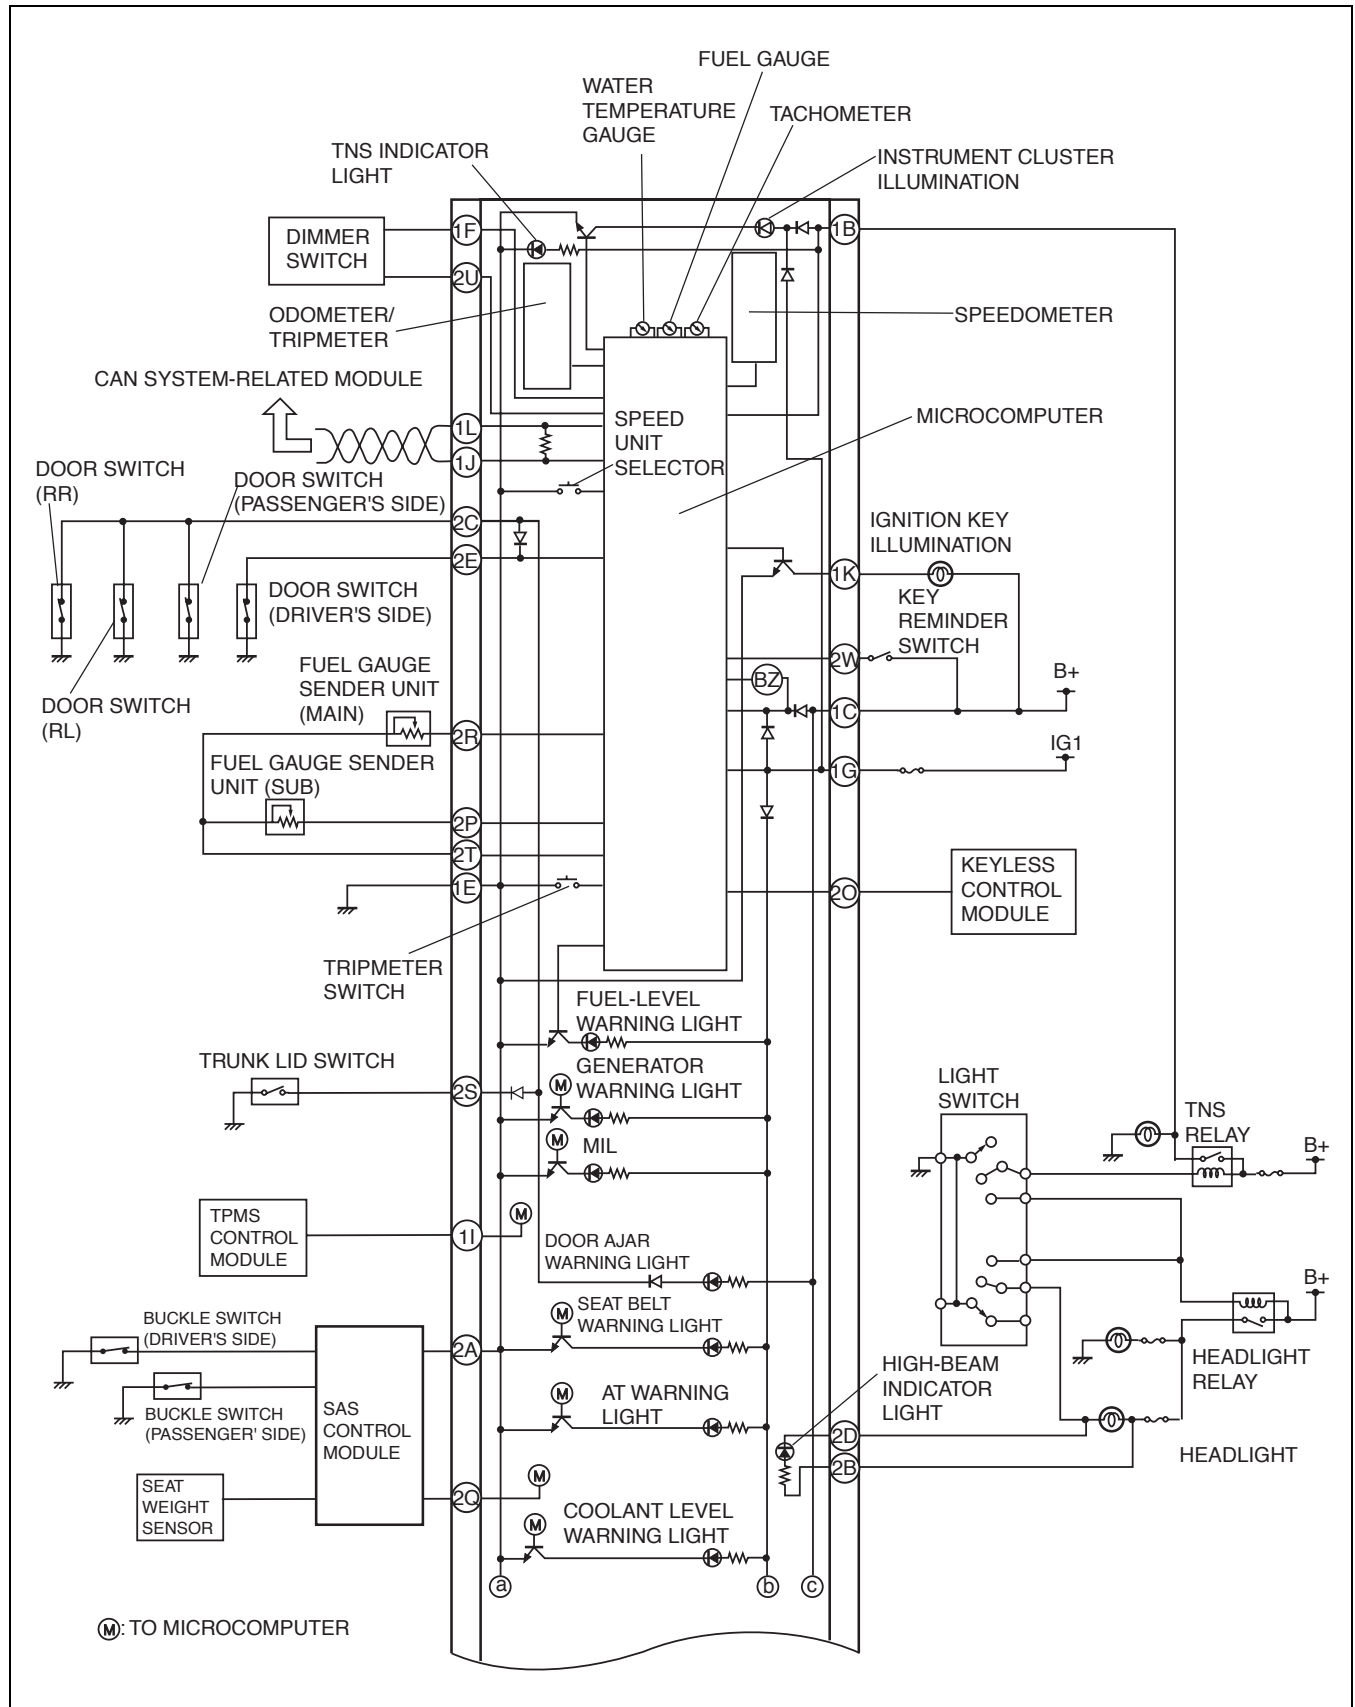 FUEL GAUGE
WATER
TEMPERATURE
GAUGE
TACHOMETER
TNS INDICATOR
LIGHT
INSTRUMENT CLUSTER
ILLUMINATION
DIMMER
SWITCH
1F
2U
1B
ODOMETER/
TRIPMETER
SPEEDOMETER
CAN SYSTEM-RELATED MODULE
1L
1J
SPEED
UNIT
SELECTOR
MICROCOMPUTER
DOOR SWITCH
(RR)
DOOR SWITCH
(PASSENGER'S SIDE)
2C
2E
IGNITION KEY
ILLUMINATION
1K
DOOR SWITCH
(DRIVER'S SIDE)
KEY
REMINDER
SWITCH
2W
BZ
B+
1C
FUEL GAUGE
SENDER UNIT
(MAIN)
DOOR SWITCH
(RL)
2R
IG1
1G
FUEL GAUGE SENDER
UNIT (SUB)
2P
2T
1E
KEYLESS
CONTROL
MODULE
2O
TRIPMETER
SWITCH
FUEL-LEVEL
WARNING LIGHT
TRUNK LID SWITCH
2S
M
GENERATOR
WARNING LIGHT
M
MIL
LIGHT
SWITCH
TNS
RELAY
B+
TPMS
CONTROL
MODULE
1I
M
DOOR AJAR
WARNING LIGHT
B+
BUCKLE SWITCH
(DRIVER'S SIDE)
2A
M
SEAT BELT
WARNING LIGHT
HEADLIGHT
RELAY
BUCKLE SWITCH
(PASSENGER' SIDE)
SAS
CONTROL
MODULE
M
AT WARNING
LIGHT
HIGH-BEAM
INDICATOR
LIGHT
2D
2B
HEADLIGHT
SEAT
WEIGHT
SENSOR
2Q
M
M
COOLANT LEVEL
WARNING LIGHT
a
b
c
M: TO MICROCOMPUTER